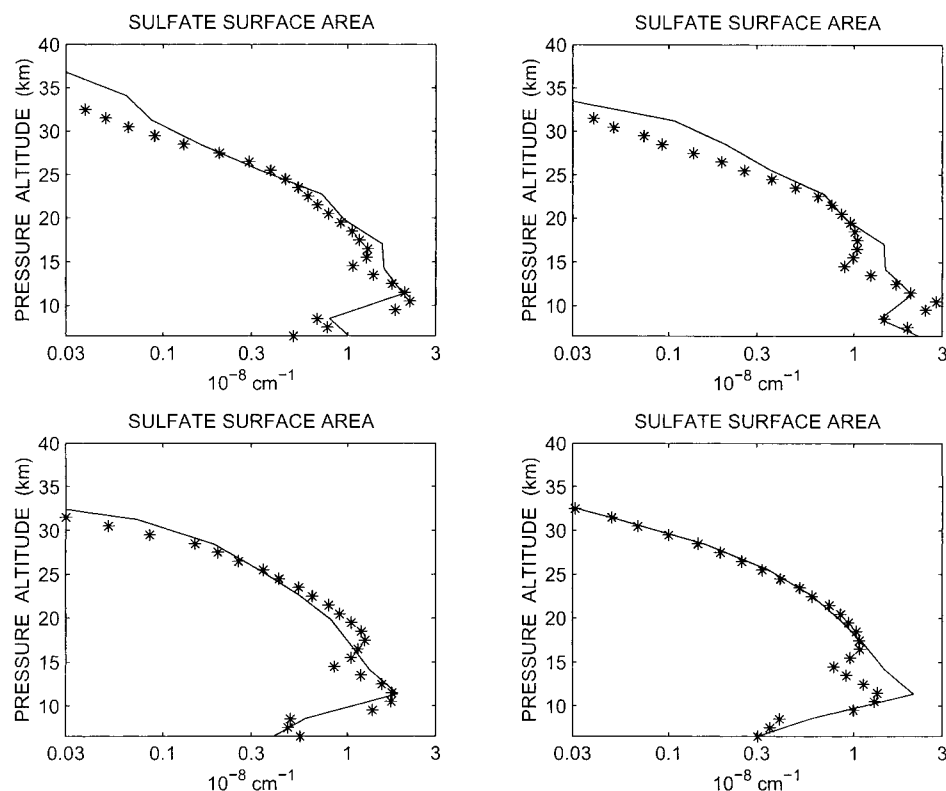 SULFATE SURFACE AREA
40
35
30
25
20
15
10
PRESSURE ALTITUDE (km)
0.03 0.1 0.3 1 3
10⁻⁸ cm⁻¹
SULFATE SURFACE AREA
40
35
30
25
20
15
10
PRESSURE ALTITUDE (km)
0.03 0.1 0.3 1 3
10⁻⁸ cm⁻¹
SULFATE SURFACE AREA
40
35
30
25
20
15
10
PRESSURE ALTITUDE (km)
0.03 0.1 0.3 1 3
10⁻⁸ cm⁻¹
SULFATE SURFACE AREA
40
35
30
25
20
15
10
PRESSURE ALTITUDE (km)
0.03 0.1 0.3 1 3
10⁻⁸ cm⁻¹